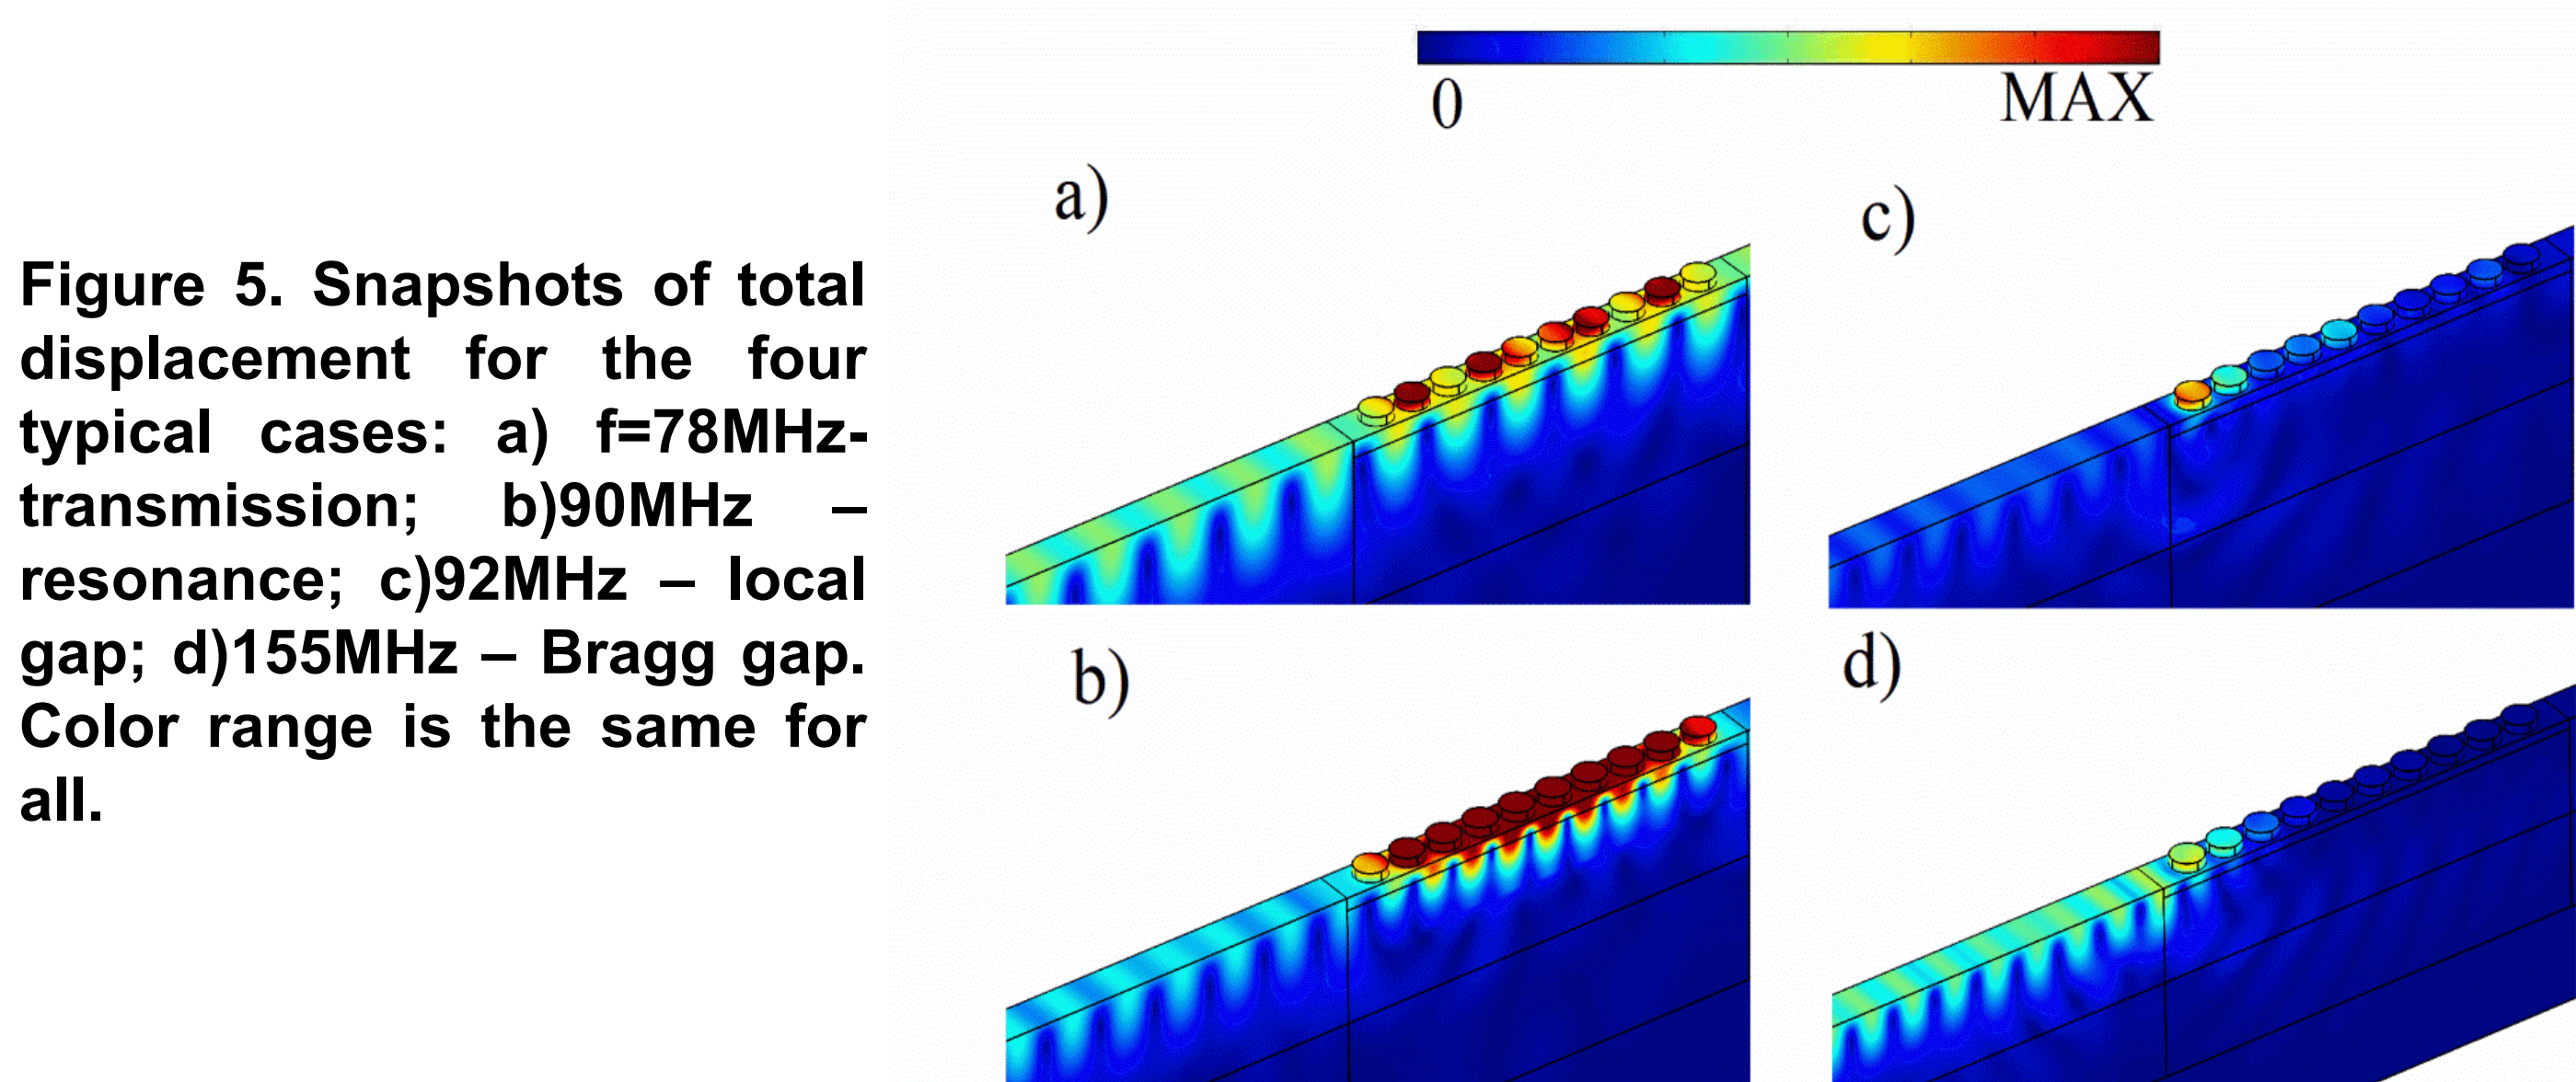 Figure 5. Snapshots of total
displacement for the four
typical cases: a) f=78MHz-
transmission; b)90MHz –
resonance; c)92MHz – local
gap; d)155MHz – Bragg gap.
Color range is the same for
all.
0 MAX
a)
c)
b)
d)